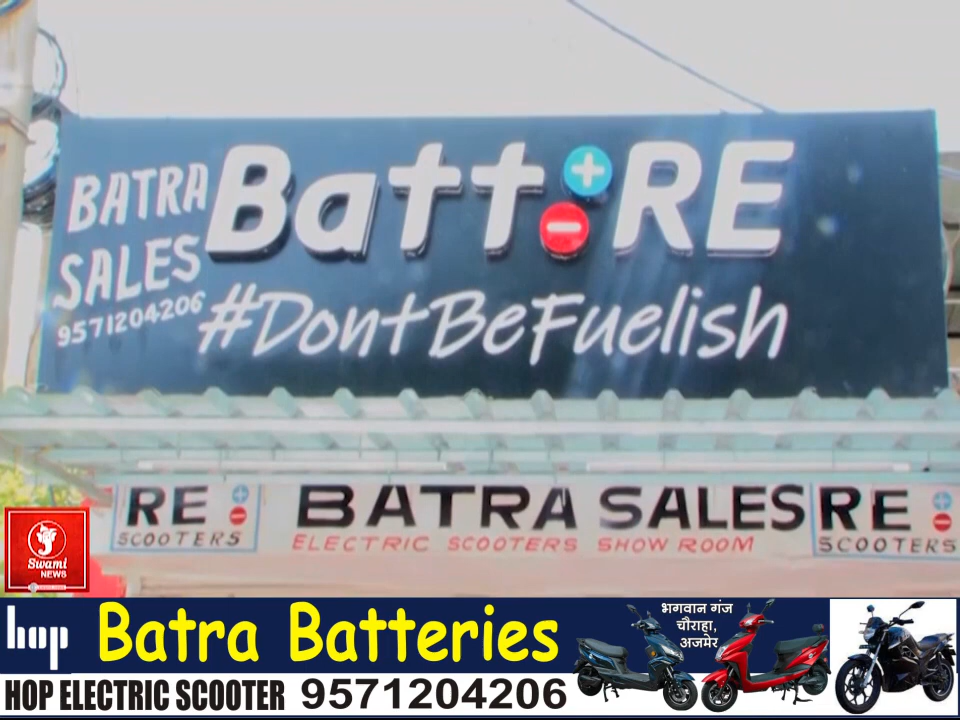 BATRA
SALES
9571204206
Batt:RE
#DontBeFuelish
RE
SCOOTERS
BATRA SALES
ELECTRIC SCOOTERS SHOW ROOM
RE
SCOOTERS
Swami
NEWS
hop
Batra Batteries
भगवान गंज
चौराहा,
अजमेर
HOP ELECTRIC SCOOTER 9571204206